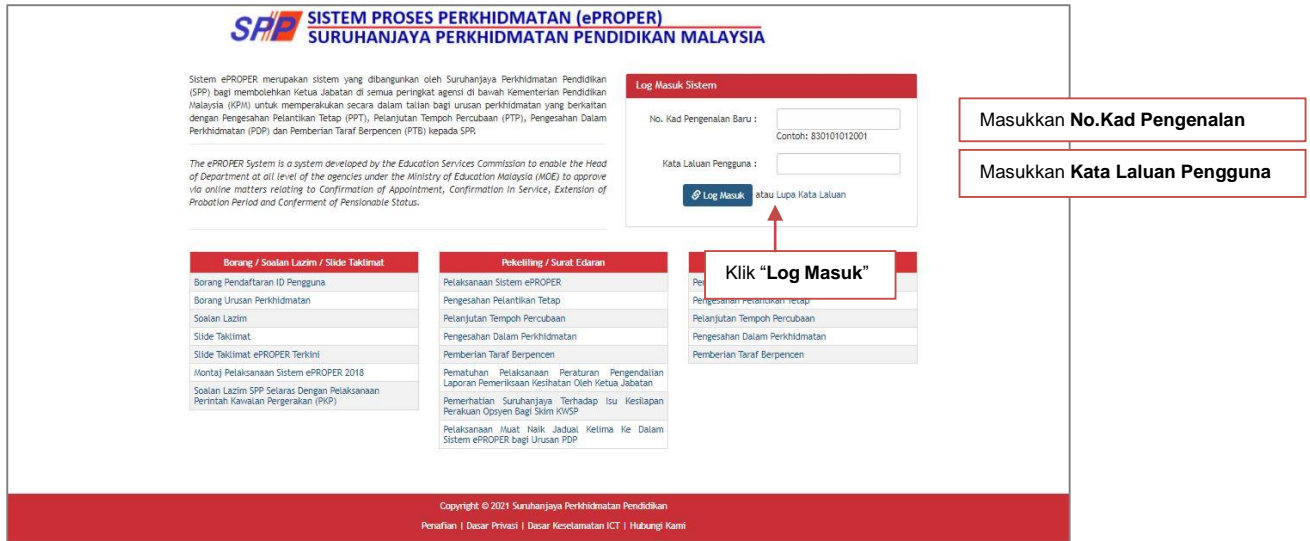 SPP
SISTEM PROSES PERKHIDMATAN (ePROPER)
SURUHANJAYA PERKHIDMATAN PENDIDIKAN MALAYSIA
Sistem ePROPER merupakan sistem yang dibangunkan oleh Suruhanjaya Perkhidmatan Pendidikan
(SPP) bagi membolehkan Ketua Jabatan di semua peringkat agensi di bawah Kementerian Pendidikan
Malaysia (KPM) untuk memperakukan secara dalam talian bagi urusan perkhidmatan yang berkaitan
dengan Pengesahan Pelantikan Tetap (PPT), Pelanjutan Tempoh Percubaan (PTP), Pengesahan Dalam
Perkhidmatan (PDP) dan Pemberian Taraf Berpencen (PTB) kepada SPP.
The ePROPER System is a system developed by the Education Services Commission to enable the Head
of Department at all level of the agencies under the Ministry of Education Malaysia (MOE) to approve
via online matters relating to Confirmation of Appointment, Confirmation in Service, Extension of
Probation Period and Conferment of Pensionable Status.
Log Masuk Sistem
No. Kad Pengenalan Baru :
Contoh: 830101012001
Kata Laluan Pengguna :
Log Masuk atau Lupa Kata Laluan
Masukkan No.Kad Pengenalan
Masukkan Kata Laluan Pengguna
Klik “Log Masuk”
Borang / Soalan Lazim / Slide Taklimat
Borang Pendaftaran ID Pengguna
Borang Urusan Perkhidmatan
Soalan Lazim
Slide Taklimat
Slide Taklimat ePROPER Terkini
Montaj Pelaksanaan Sistem ePROPER 2018
Soalan Lazim SPP Selaras Dengan Pelaksanaan
Perintah Kawalan Pergerakan (PKP)
Pekeliling / Surat Edaran
Pelaksanaan Sistem ePROPER
Pengesahan Pelantikan Tetap
Pelanjutan Tempoh Percubaan
Pengesahan Dalam Perkhidmatan
Pemberian Taraf Berpencen
Pematuhan Pelaksanaan Peraturan Pengendalian
Laporan Pemeriksaan Kesihatan Oleh Ketua Jabatan
Pemerhatian Suruhanjaya Terhadap Isu Kesilapan
Perakuan Opsyen Bagi Skim KWSP
Pelaksanaan Muat Naik Jadual Kelima Ke Dalam
Sistem ePROPER bagi Urusan PDP
Pengesahan Pelantikan Tetap
Pelanjutan Tempoh Percubaan
Pengesahan Dalam Perkhidmatan
Pemberian Taraf Berpencen
Copyright © 2021 Suruhanjaya Perkhidmatan Pendidikan
Penafian | Dasar Privasi | Dasar Keselamatan ICT | Hubungi Kami